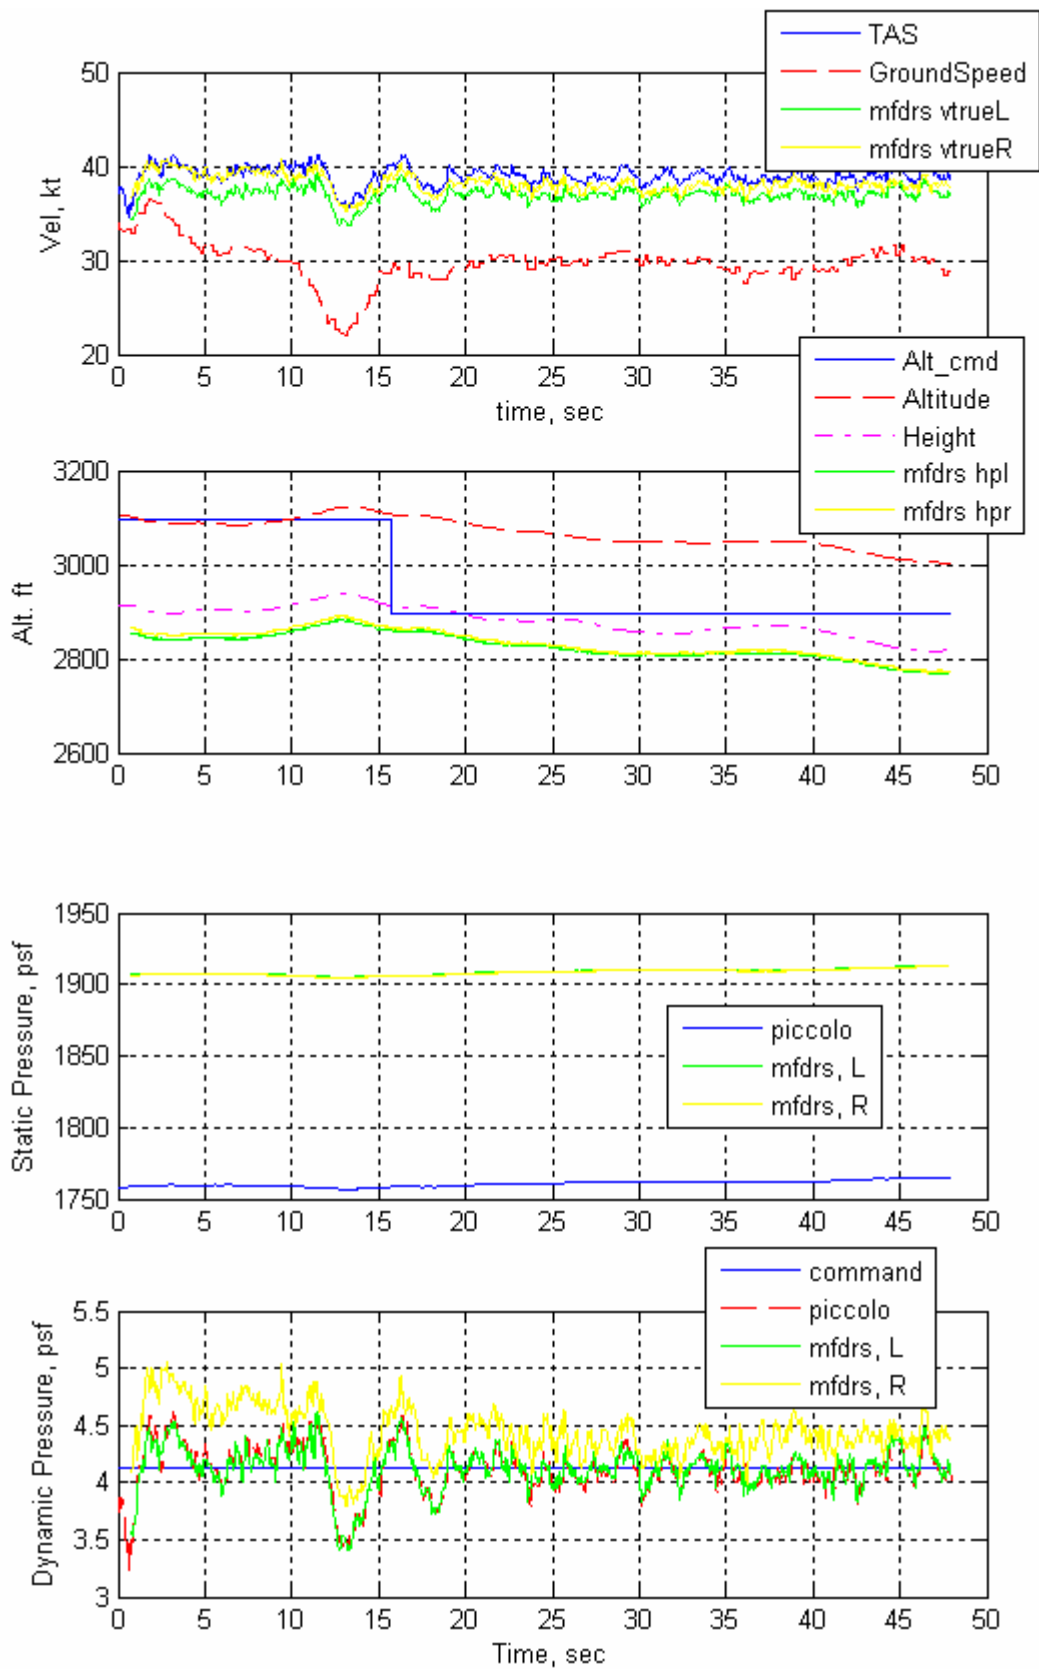 TAS
GroundSpeed
mfdrs vtrueL
mfdrs vtrueR
50
40
30
20
Vel, kt
0 5 10 15 20 25 30 35 40 45 50
time, sec
Alt_cmd
Altitude
Height
mfdrs hpl
mfdrs hpr
3200
3000
2800
2600
Alt. ft
0 5 10 15 20 25 30 35 40 45 50
1950
1900
1850
1800
1750
Static Pressure, psf
piccolo
mfdrs, L
mfdrs, R
0 5 10 15 20 25 30 35 40 45 50
command
piccolo
mfdrs, L
mfdrs, R
5.5
5
4.5
4
3.5
3
Dynamic Pressure, psf
0 5 10 15 20 25 30 35 40 45 50
Time, sec